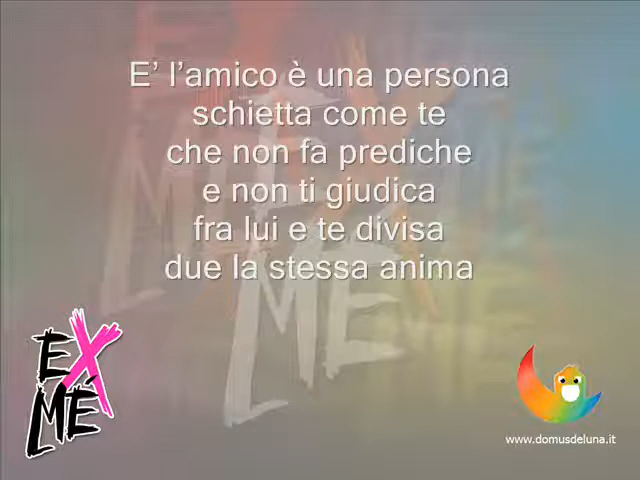 E’ l’amico è una persona
schietta come te
che non fa prediche
e non ti giudica
fra lui e te divisa
due la stessa anima
EX
MÉ
www.domusdeluna.it